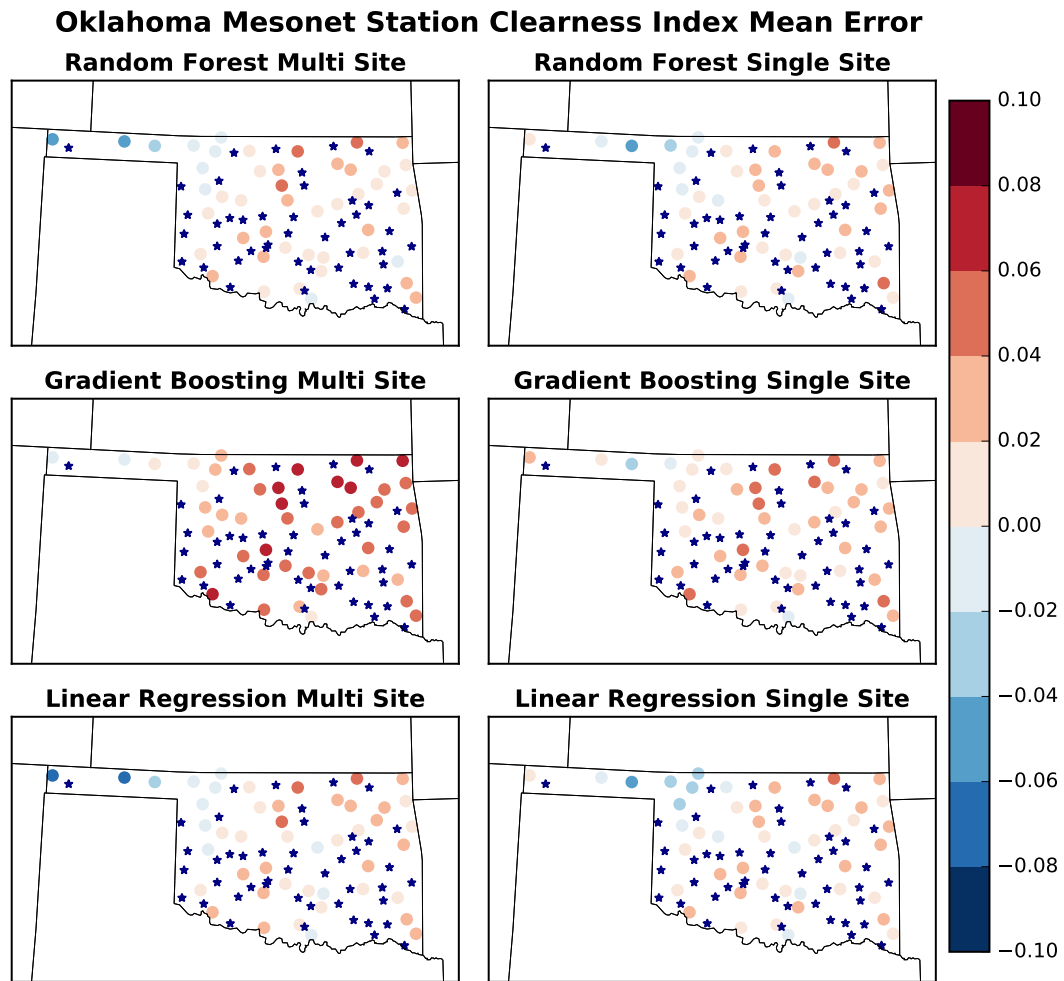 Oklahoma Mesonet Station Clearness Index Mean Error
Random Forest Multi Site
Random Forest Single Site
Gradient Boosting Multi Site
Gradient Boosting Single Site
Linear Regression Multi Site
Linear Regression Single Site
0.10
0.08
0.06
0.04
0.02
0.00
−0.02
−0.04
−0.06
−0.08
−0.10